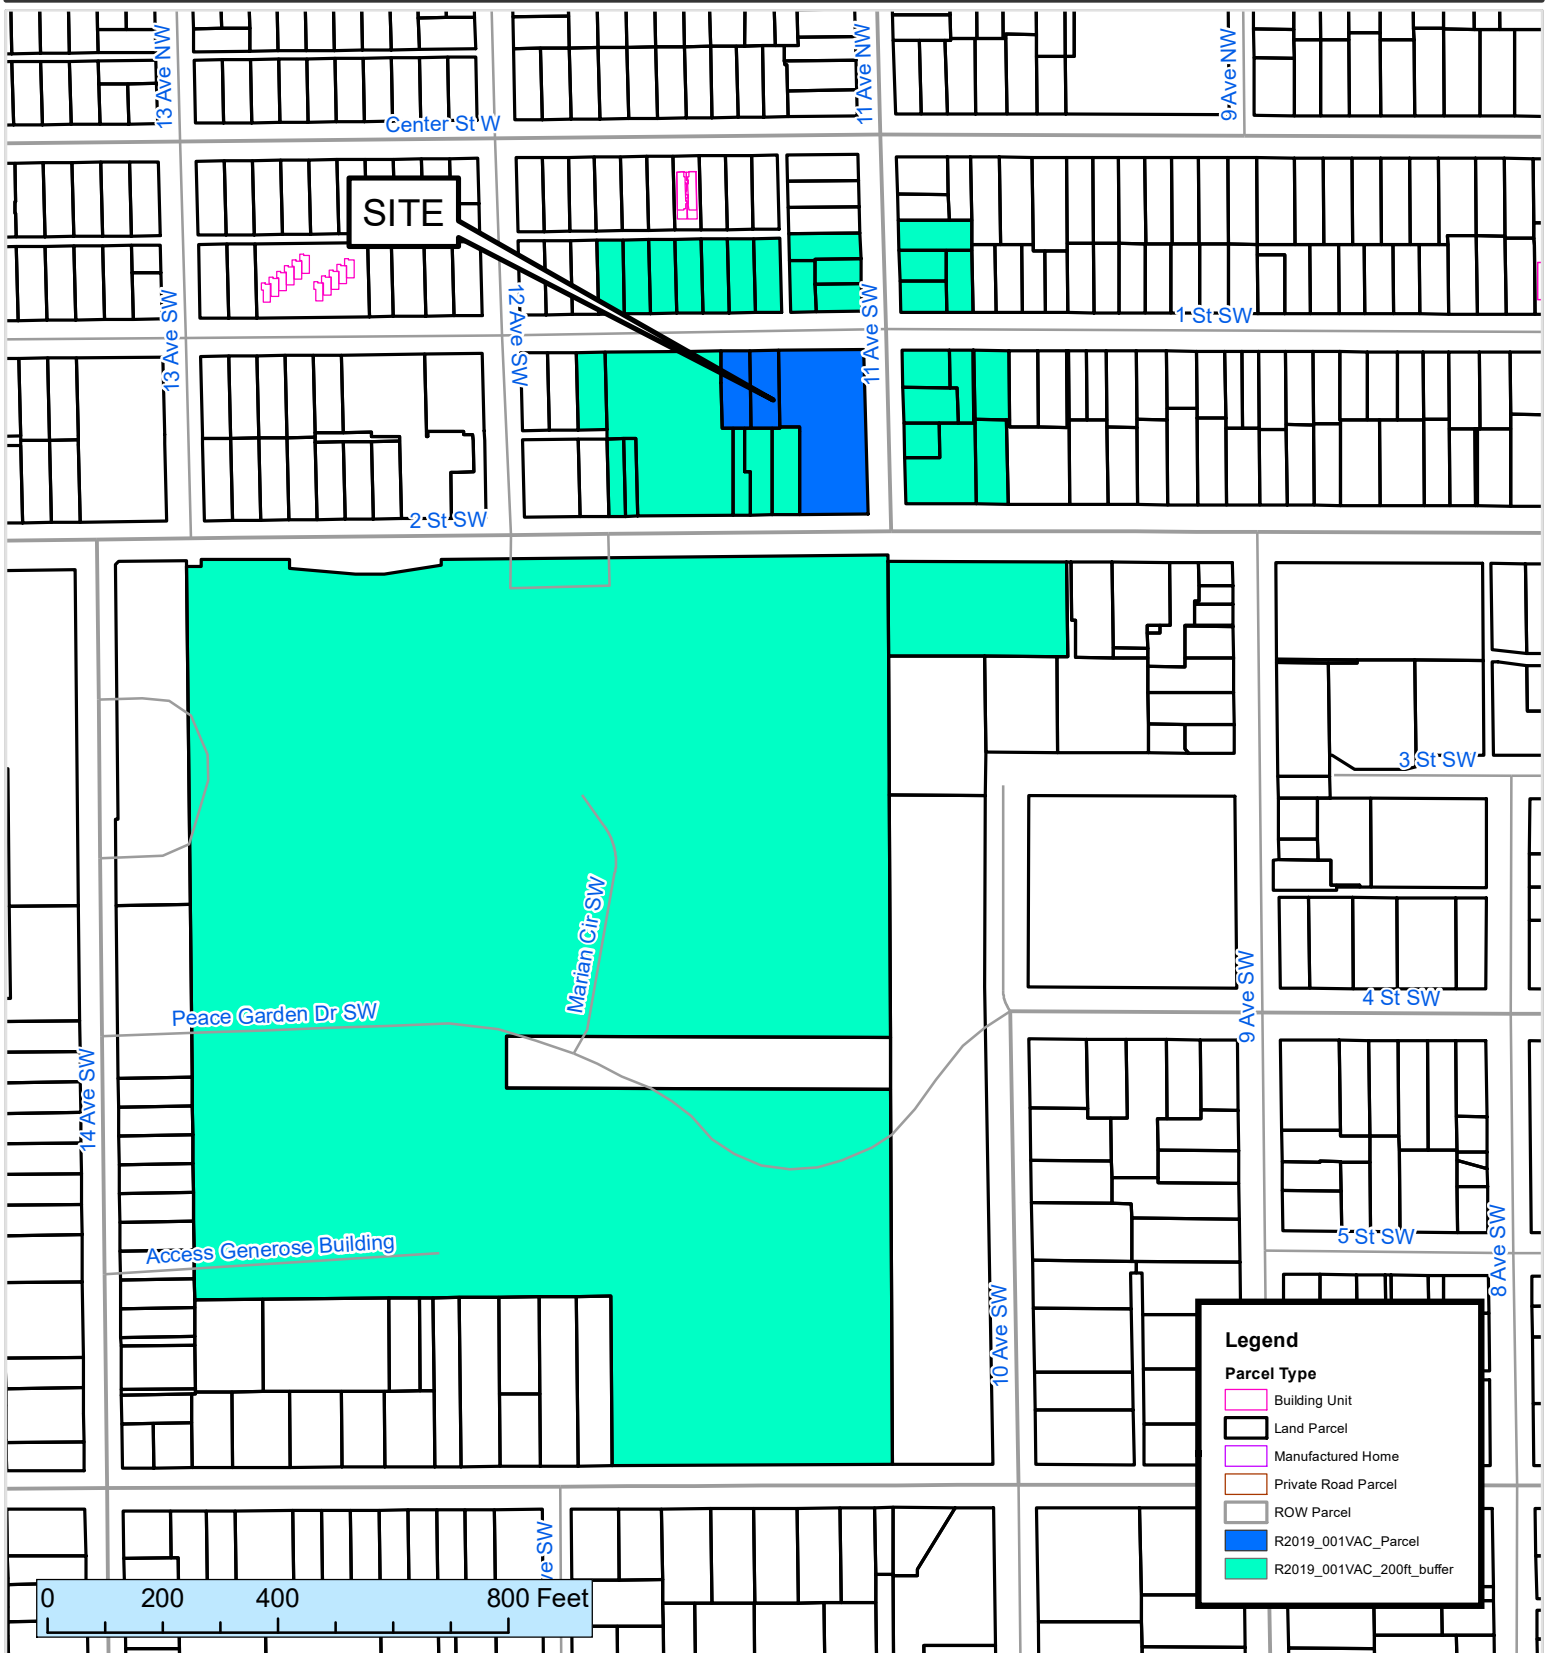 13 Ave NW
11 Ave NW
9 Ave NW
Center St W
SITE
13 Ave SW
12 Ave SW
11 Ave SW
1 St SW
2 St SW
3 St SW
Marian Cir SW
9 Ave SW
4 St SW
Peace Garden Dr SW
14 Ave SW
8 Ave SW
5 St SW
Access Generose Building
10 Ave SW
Legend
Parcel Type
Building Unit
Land Parcel
Manufactured Home
Private Road Parcel
ROW Parcel
R2019_001VAC_Parcel
R2019_001VAC_200ft_buffer
ve SW
0 200 400 800 Feet